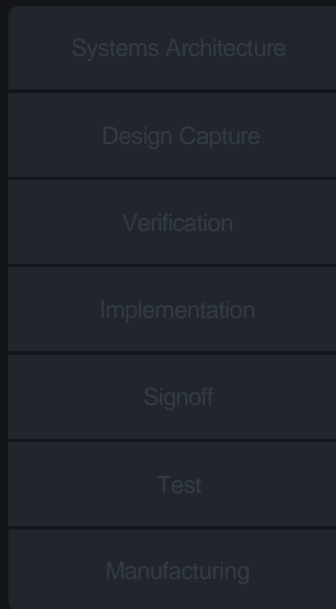 Systems Architecture
Design Capture
Verification
Implementation
Signoff
Test
Manufacturing